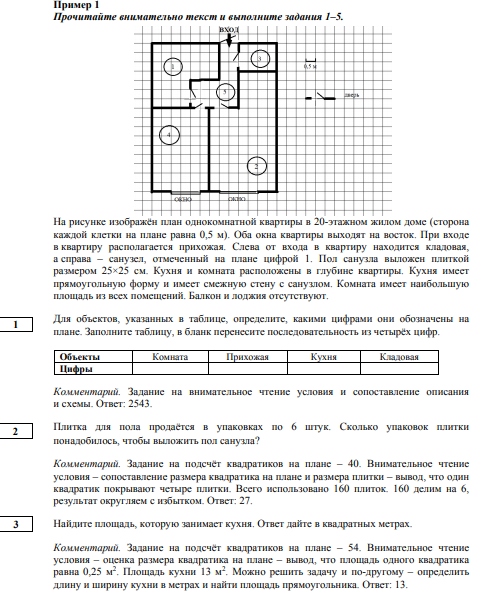 Пример 1
Прочитайте внимательно текст и выполните задания 1–5.
ВХОД
1
3
0,5 м
5
дверь
4
2
ОКНО
ОКНО
На рисунке изображён план однокомнатной квартиры в 20-этажном жилом доме (сторона
каждой клетки на плане равна 0,5 м). Оба окна квартиры выходят на восток. При входе
в квартиру располагается прихожая. Слева от входа в квартиру находится кладовая,
а справа – санузел, отмеченный на плане цифрой 1. Пол санузла выложен плиткой
размером 25×25 см. Кухня и комната расположены в глубине квартиры. Кухня имеет
прямоугольную форму и имеет смежную стену с санузлом. Комната имеет наибольшую
площадь из всех помещений. Балкон и лоджия отсутствуют.
1
Для объектов, указанных в таблице, определите, какими цифрами они обозначены на
плане. Заполните таблицу, в бланк перенесите последовательность из четырёх цифр.
Объекты Комната Прихожая Кухня Кладовая
Цифры
Комментарий. Задание на внимательное чтение условия и сопоставление описания
и схемы. Ответ: 2543.
2
Плитка для пола продаётся в упаковках по 6 штук. Сколько упаковок плитки
понадобилось, чтобы выложить пол санузла?
Комментарий. Задание на подсчёт квадратиков на плане – 40. Внимательное чтение
условия – сопоставление размера квадратика на плане и размера плитки – вывод, что один
квадратик покрывают четыре плитки. Всего использовано 160 плиток. 160 делим на 6,
результат округляем с избытком. Ответ: 27.
3
Найдите площадь, которую занимает кухня. Ответ дайте в квадратных метрах.
Комментарий. Задание на подсчёт квадратиков на плане – 54. Внимательное чтение
условия – оценка размера квадратика на плане – вывод, что площадь одного квадратика
равна 0,25 м². Площадь кухни 13 м². Можно решить задачу и по-другому – определить
длину и ширину кухни в метрах и найти площадь прямоугольника. Ответ: 13.